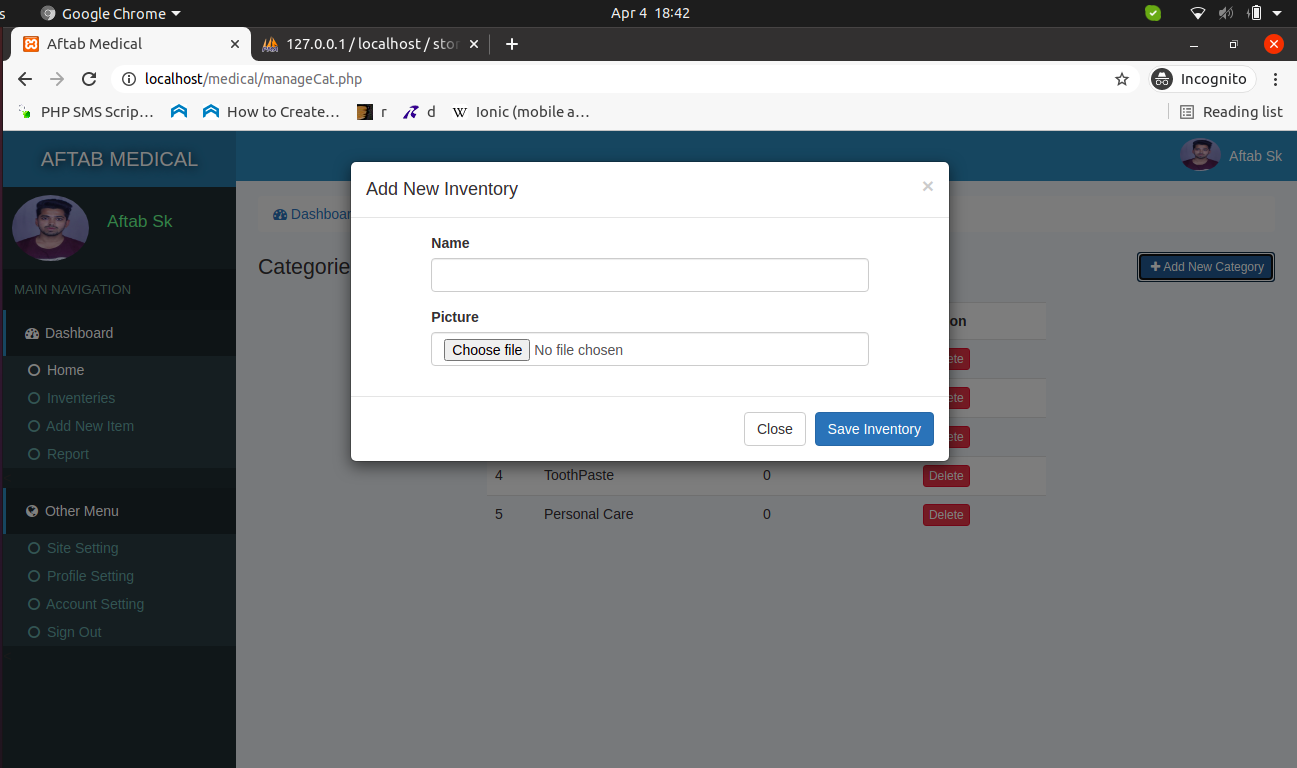 s Google Chrome Apr 4 18:42
Aftab Medical 127.0.0.1 / localhost / stor
localhost/medical/manageCat.php Incognito
PHP SMS Scrip… How to Create… r d Ionic (mobile a… Reading list
AFTAB MEDICAL Aftab Sk
Aftab Sk
MAIN NAVIGATION
Dashboard
Home
Inventeries
Add New Item
Report
Other Menu
Site Setting
Profile Setting
Account Setting
Sign Out
Dashboar
Categorie
Add New Category
Add New Inventory ×
Name
Picture
Choose file No file chosen
Close Save Inventory
on
ete
ete
ete
4 ToothPaste 0 Delete
5 Personal Care 0 Delete